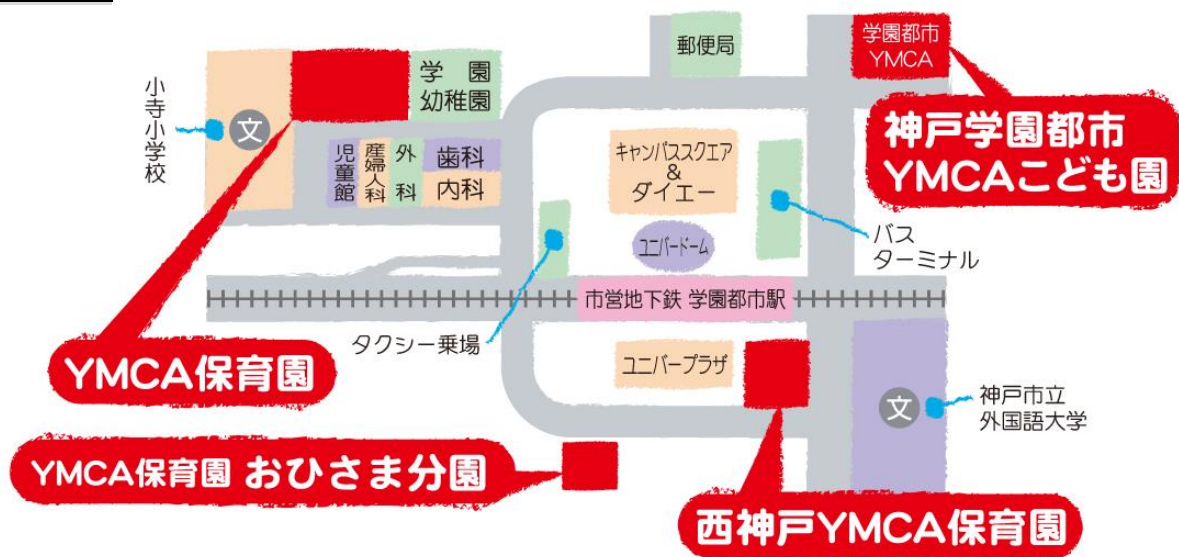 郵便局
学園都市
YMCA
学園
幼稚園
小寺小学校
文
神戸学園都市
YMCAこども園
児童館
産婦人科
外科
歯科
内科
キャンパススクエア
&
ダイエー
ユニバードーム
バス
ターミナル
市営地下鉄 学園都市駅
タクシー乗場
YMCA保育園
ユニバープラザ
文
神戸市立
外国語大学
YMCA保育園 おひさま分園
西神戸YMCA保育園